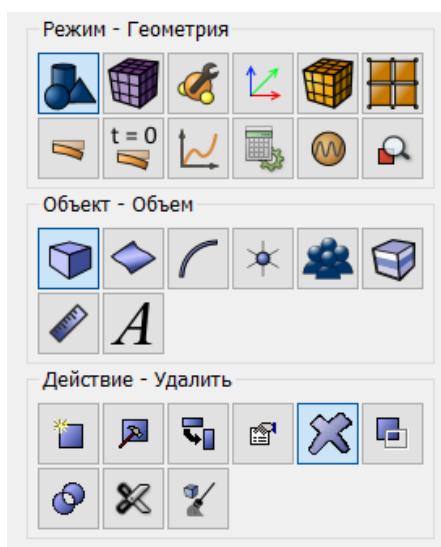 Режим - Геометрия
t = 0
Объект - Объем
A
Действие - Удалить